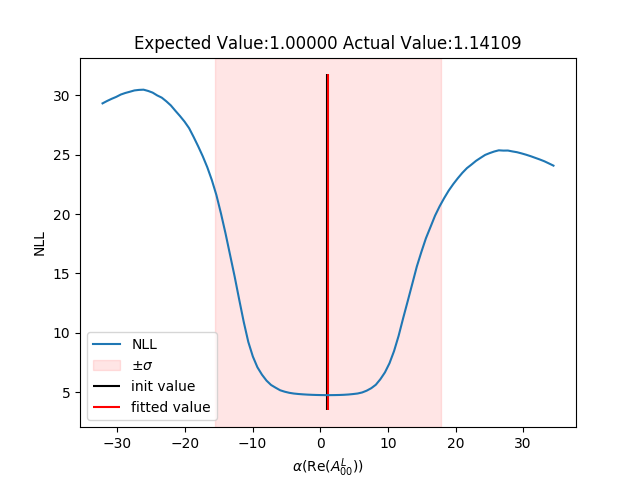 Expected Value:1.00000 Actual Value:1.14109
NLL
30
25
20
15
10
5
NLL
±σ
init value
fitted value
−30
−20
−10
0
10
20
30
α(Re(A^L_00))